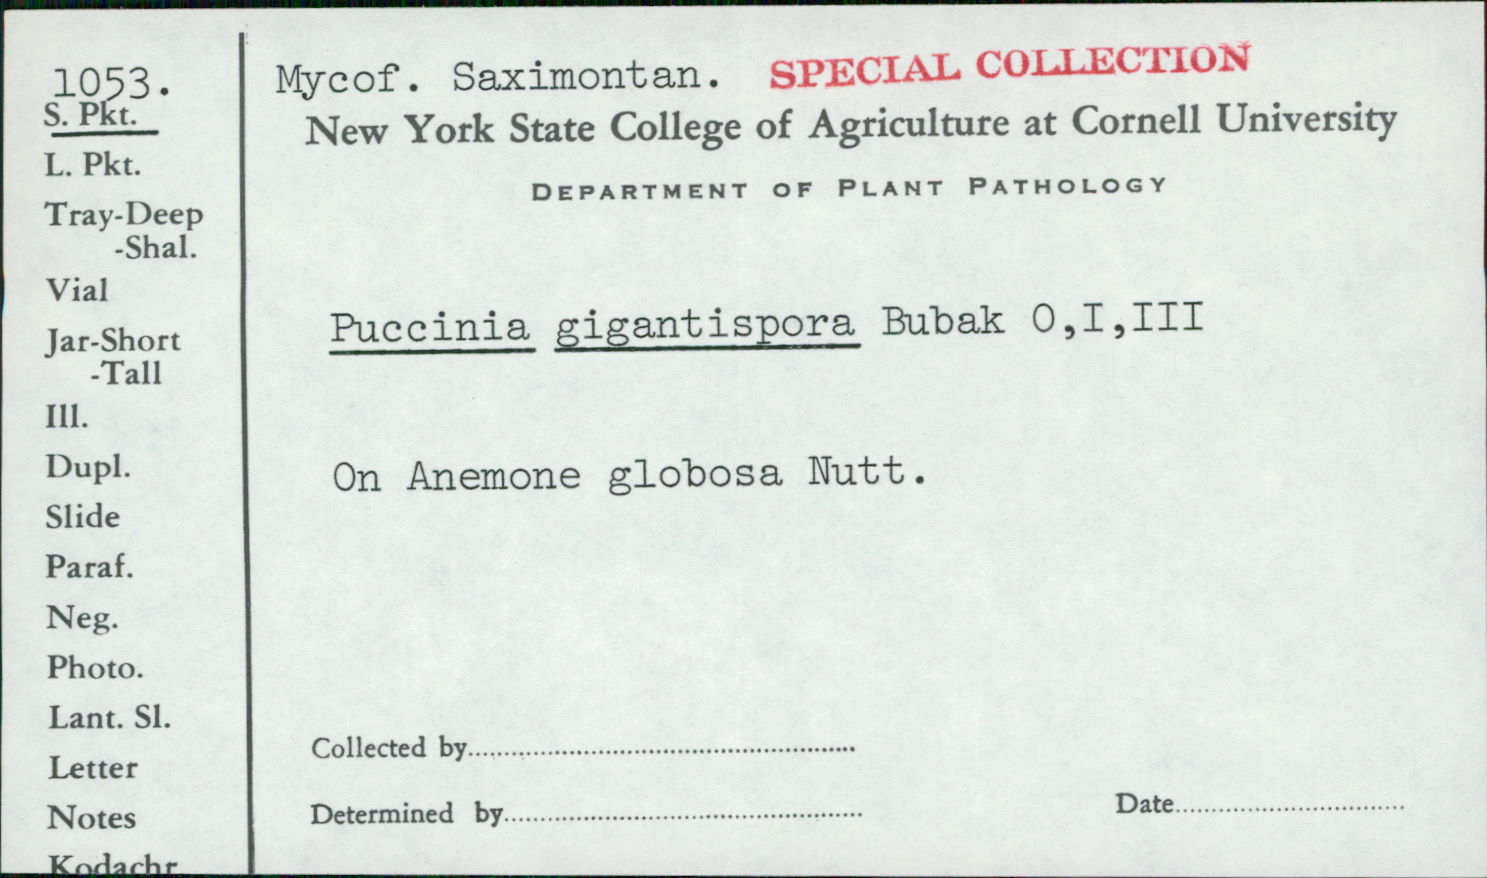 1053.
S. Pkt.
L. Pkt.
Tray-Deep
-Shal.
Vial
Jar-Short
-Tall
Ill.
Dupl.
Slide
Paraf.
Neg.
Photo.
Lant. Sl.
Letter
Notes
Kodachr.
Mycof. Saximontan. SPECIAL COLLECTION
New York State College of Agriculture at Cornell University
DEPARTMENT OF PLANT PATHOLOGY
Puccinia gigantispora Bubak O,I,III
On Anemone globosa Nutt.
Collected by
Determined by
Date